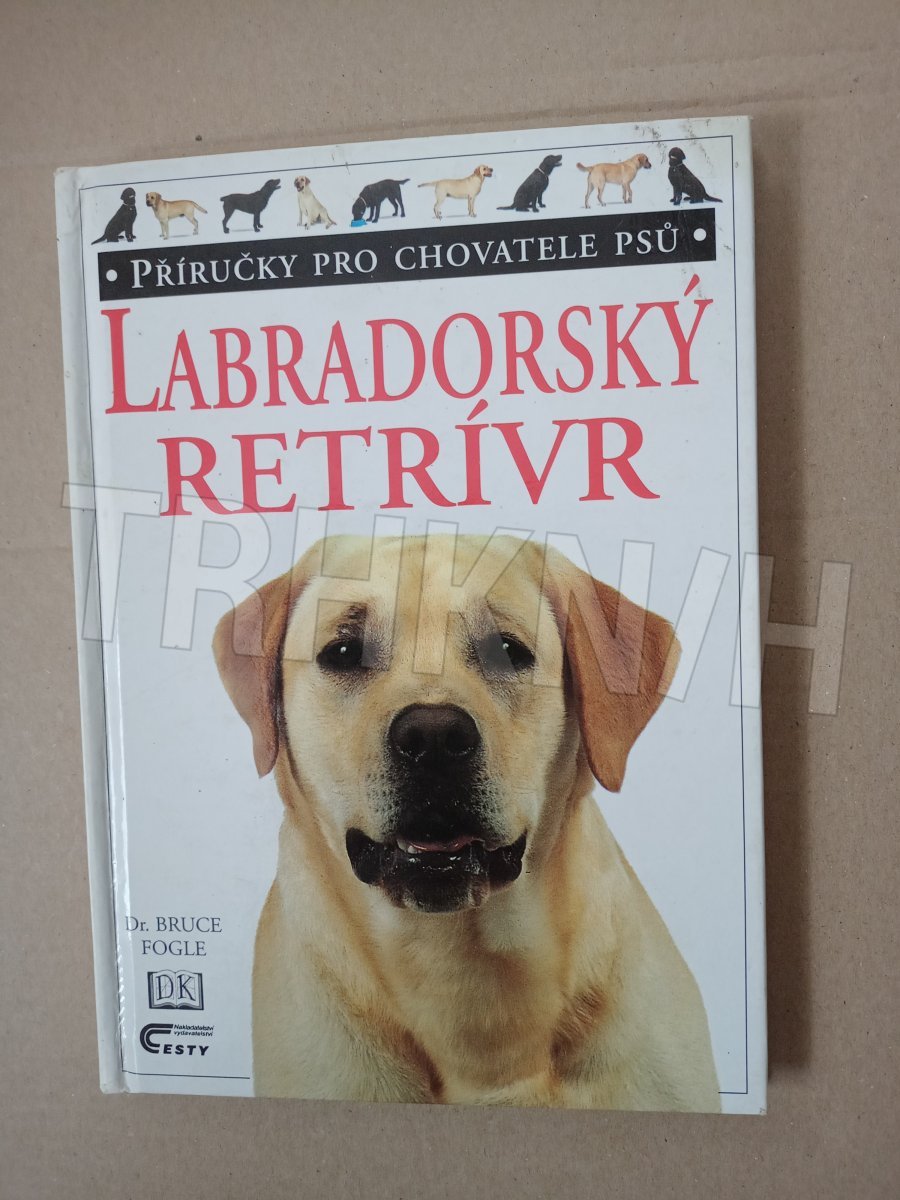 • PŘÍRUČKY PRO CHOVATELE PSŮ •
LABRADORSKÝ
RETRÍVR
TRHKNIH
Dr. BRUCE
FOGLE
DK
Nakladatelství
vydavatelství
CESTY